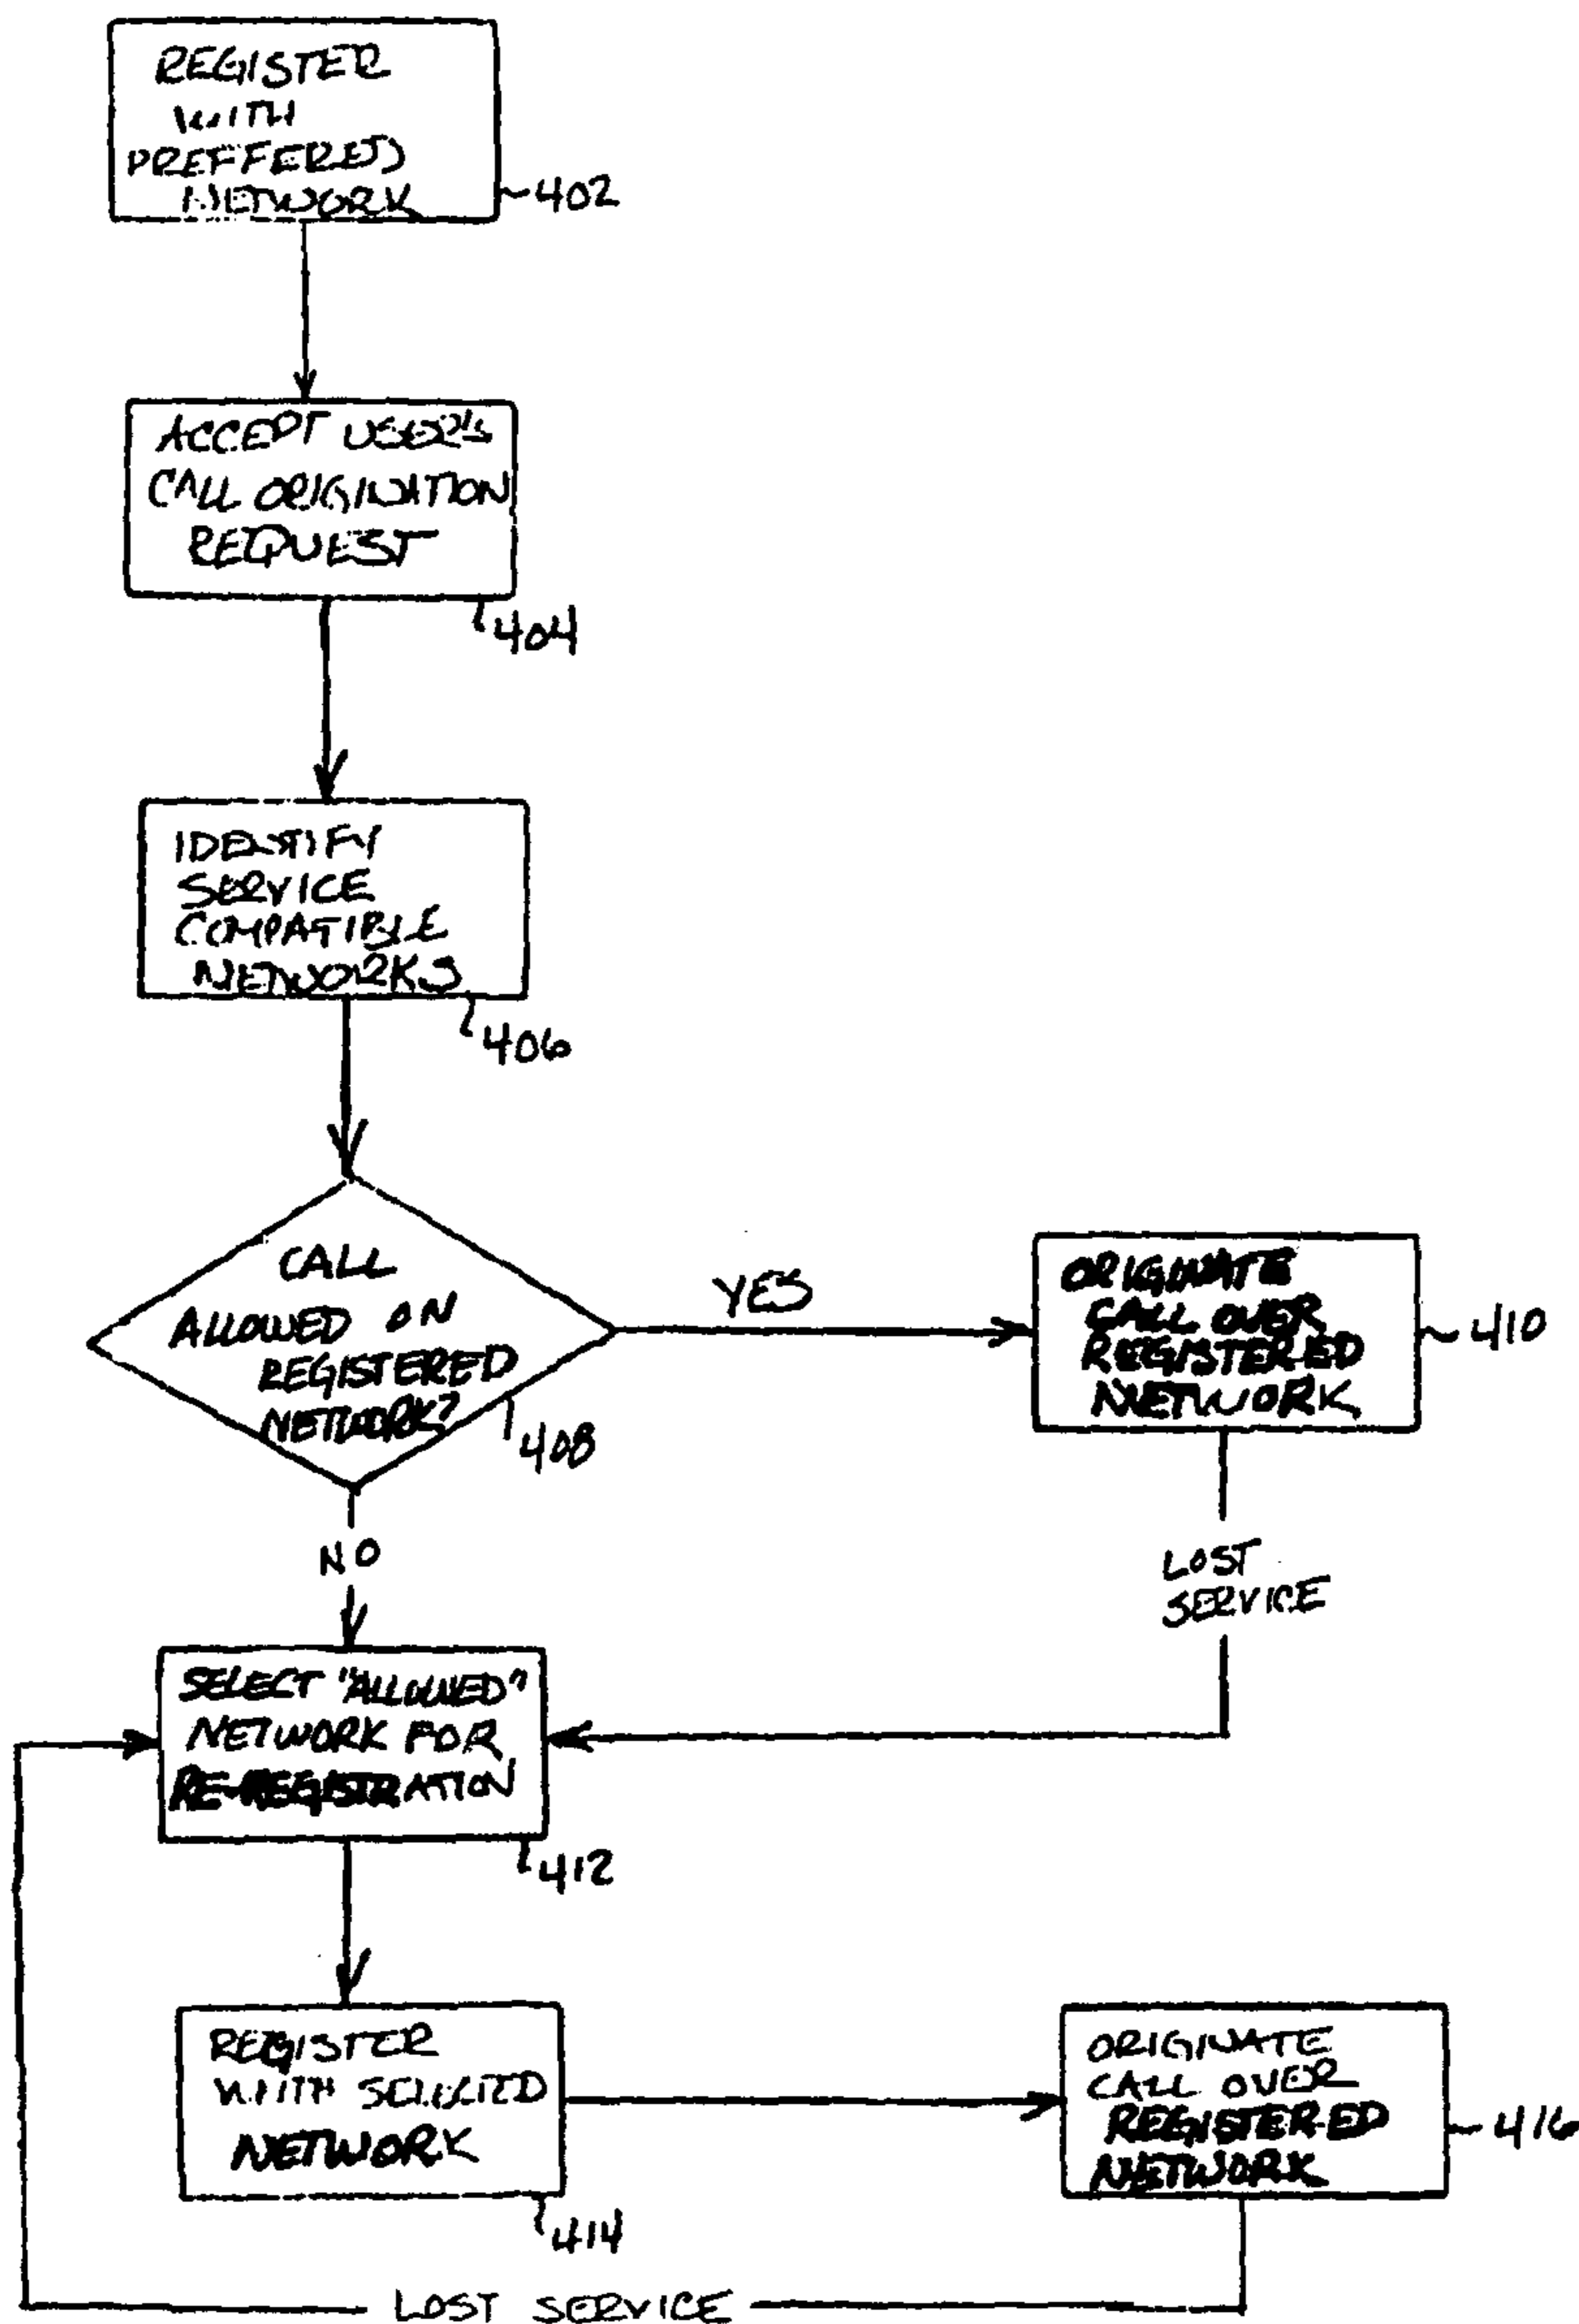 REGISTER
WITH
PREFFERED
NETWORK
402
ACCEPT USER'S
CALL ORIGINATION
REQUEST
404
IDENTIFY
SERVICE
COMPATIBLE
NETWORKS
406
CALL
ALLOWED ON
REGISTERED
NETWORK?
408
YES
ORIGINATE
CALL OVER
REGISTERED
NETWORK
410
NO
LOST
SERVICE
SELECT "ALLOWED"
NETWORK FOR
RE-REGISTRATION
412
REGISTER
WITH SELECTED
NETWORK
414
ORIGINATE
CALL OVER
REGISTERED
NETWORK
416
LOST SERVICE